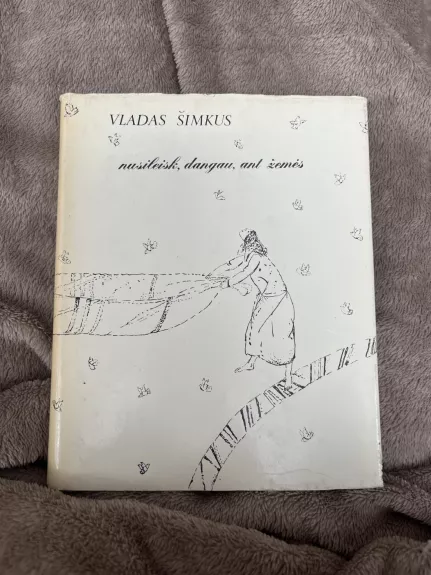 VLADAS ŠIMKUS
nusileisk, dangau, ant žemės